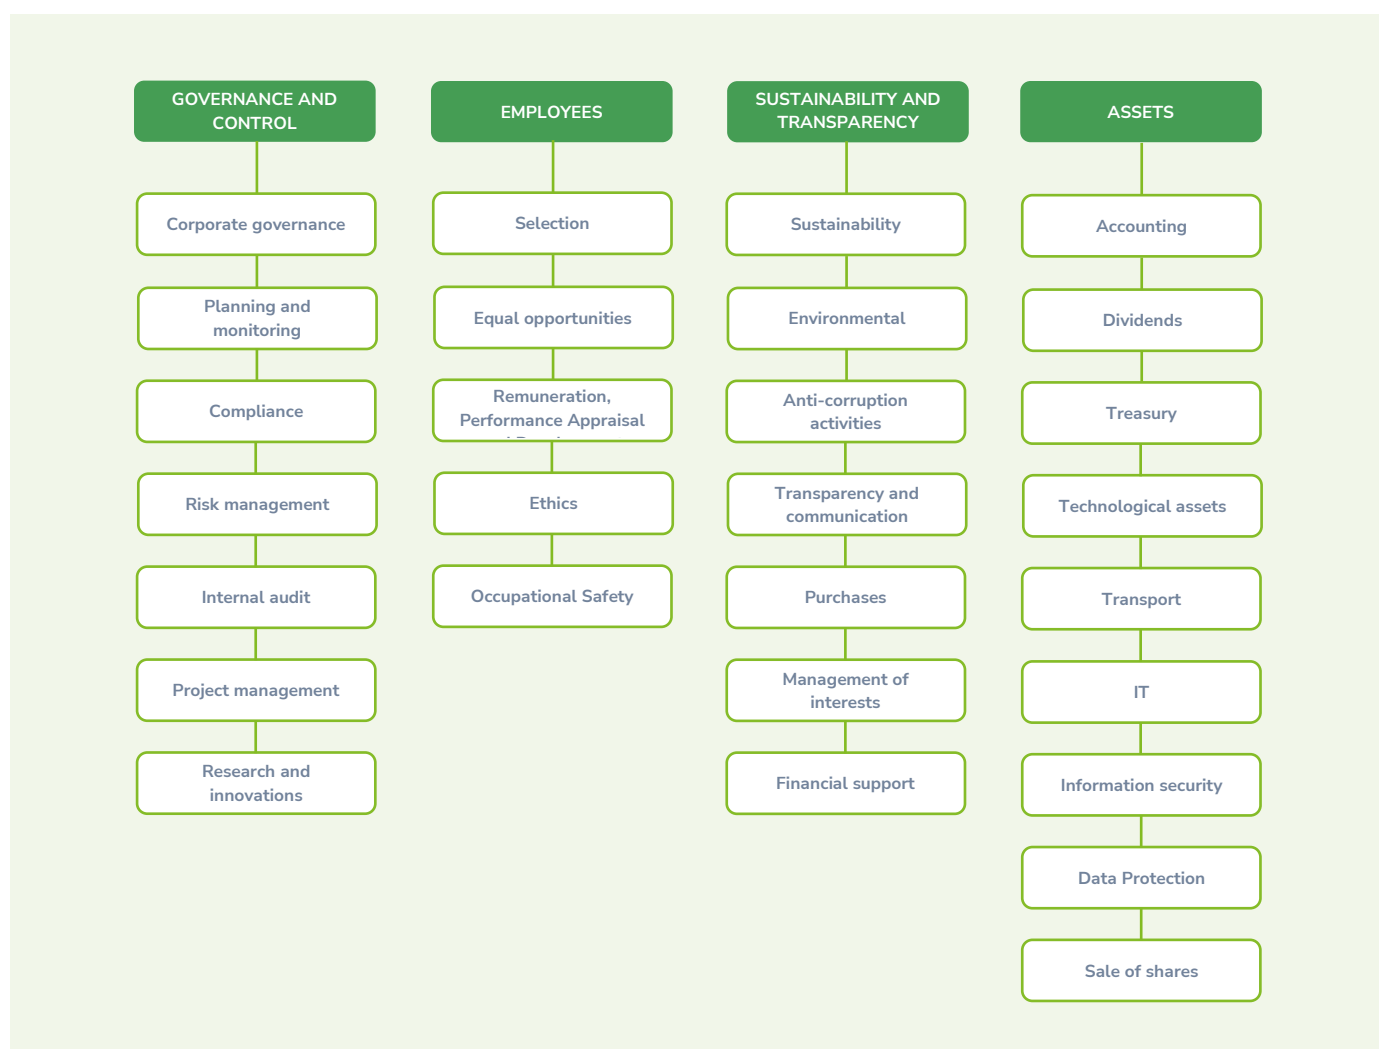 GOVERNANCE AND
CONTROL
Corporate governance
Planning and
monitoring
Compliance
Risk management
Internal audit
Project management
Research and
innovations
EMPLOYEES
Selection
Equal opportunities
Remuneration,
Performance Appraisal
Ethics
Occupational Safety
SUSTAINABILITY AND
TRANSPARENCY
Sustainability
Environmental
Anti-corruption
activities
Transparency and
communication
Purchases
Management of
interests
Financial support
ASSETS
Accounting
Dividends
Treasury
Technological assets
Transport
IT
Information security
Data Protection
Sale of shares